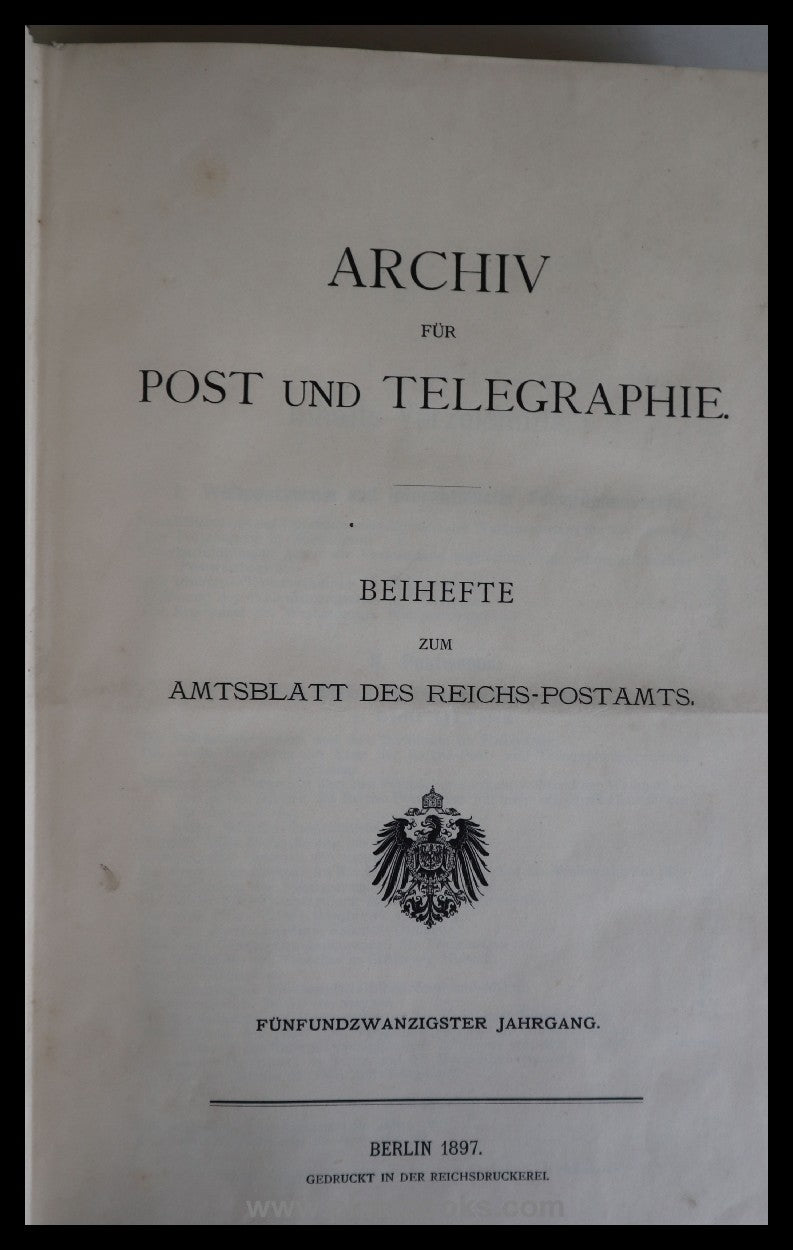 ARCHIV
FÜR
POST UND TELEGRAPHIE.
BEIHEFTE
ZUM
AMTSBLATT DES REICHS-POSTAMTS.
FÜNFUNDZWANZIGSTER JAHRGANG.
BERLIN 1897.
GEDRUCKT IN DER REICHSDRUCKEREI.